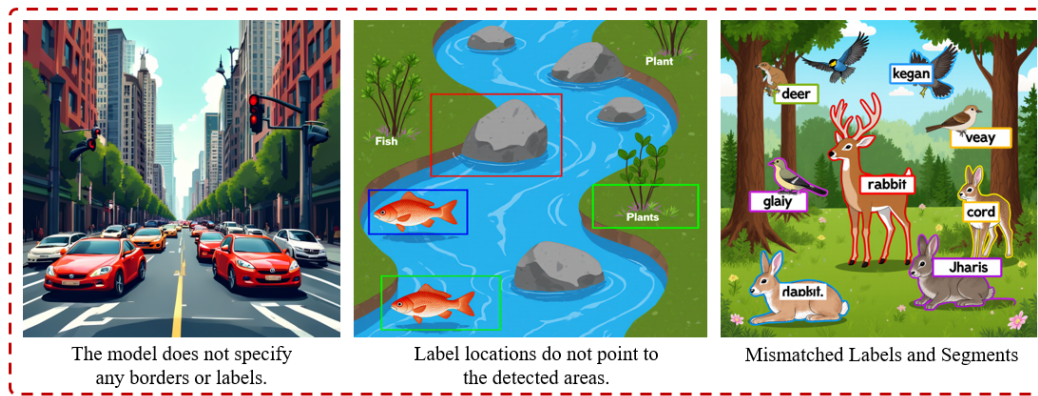 Plant
Fish
Plants
kegan
deer
veay
rabbit
glaiy
cord
Jharis
The model does not specify
any borders or labels.
Label locations do not point to
the detected areas.
Mismatched Labels and Segments